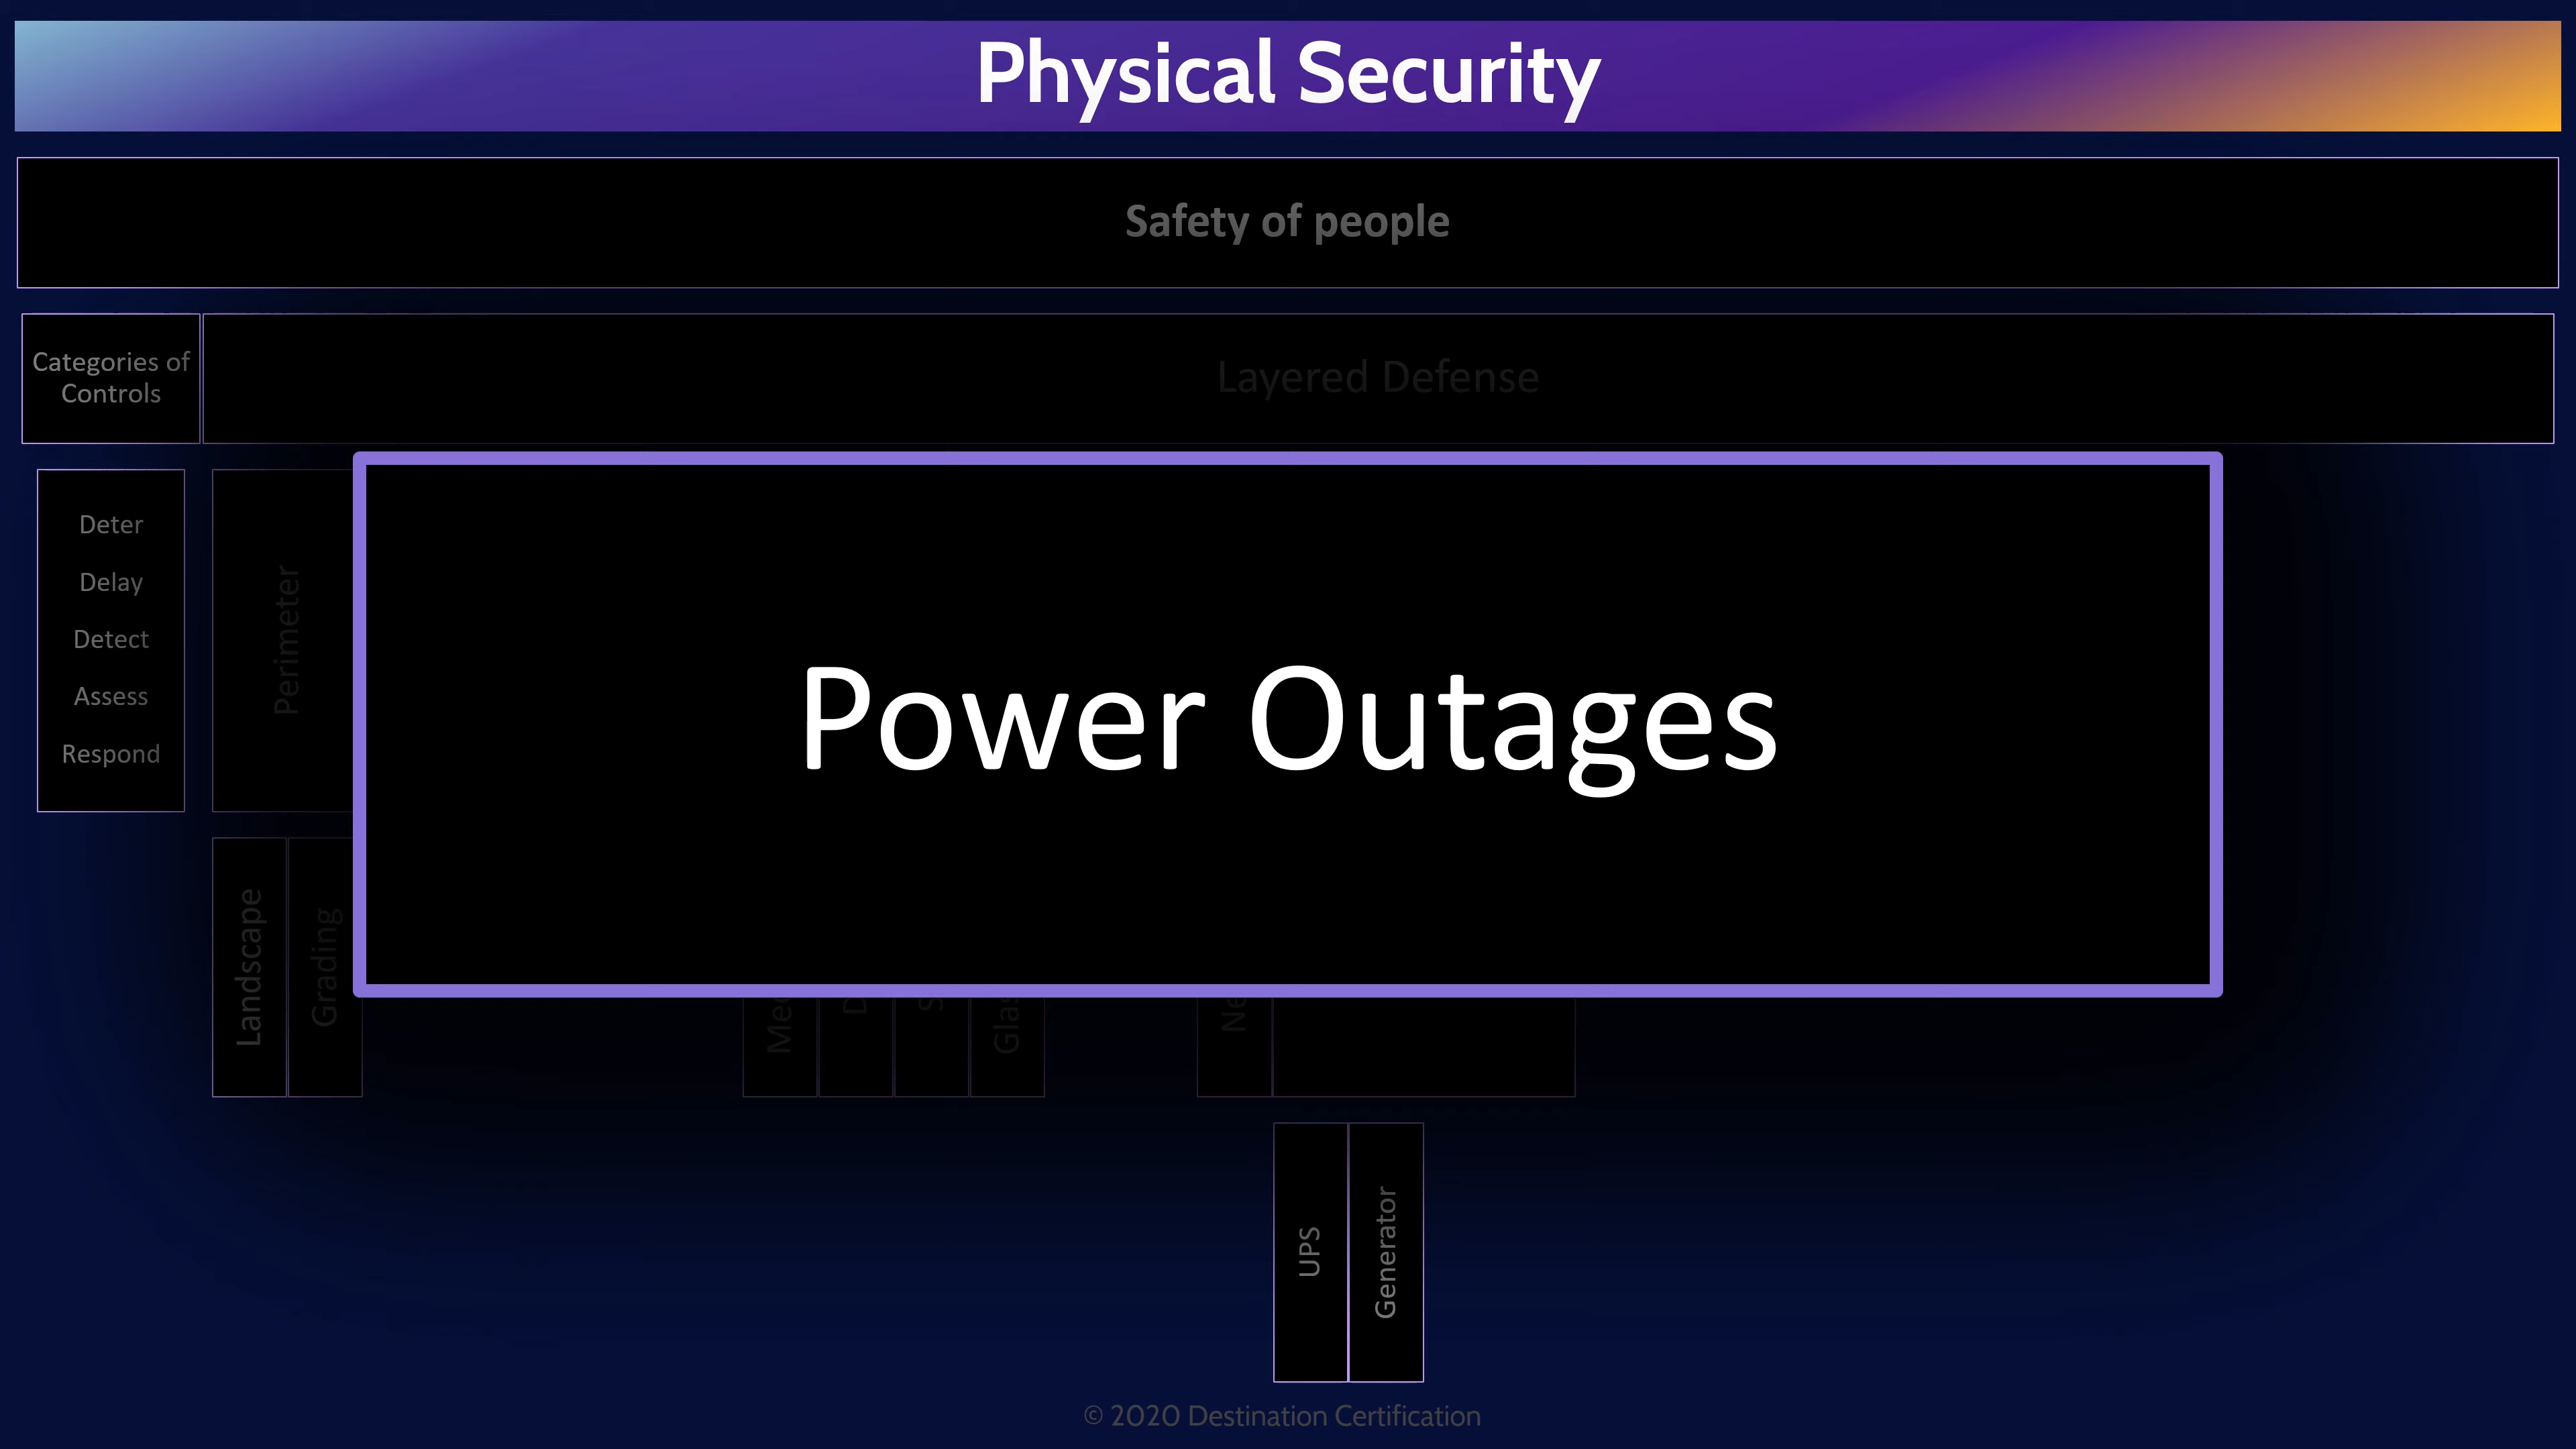 Physical Security
Safety of people
Categories of
Controls
Layered Defense
Deter
Delay
Detect
Assess
Respond
Perimeter
Power Outages
Landscape
Grading
UPS
Generator
© 2020 Destination Certification